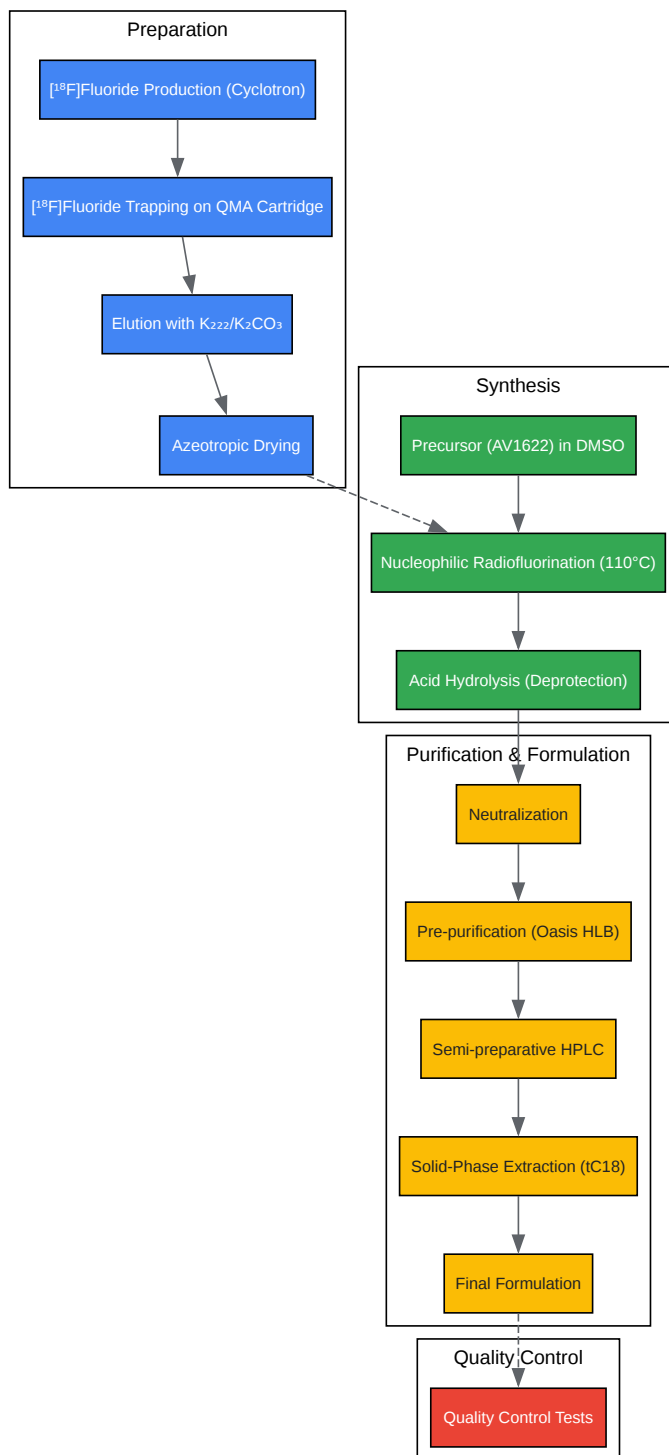 Preparation
[¹⁸F]Fluoride Production (Cyclotron)
[¹⁸F]Fluoride Trapping on QMA Cartridge
Elution with K₂₂₂/K₂CO₃
Azeotropic Drying
Synthesis
Precursor (AV1622) in DMSO
Nucleophilic Radiofluorination (110°C)
Acid Hydrolysis (Deprotection)
Purification & Formulation
Neutralization
Pre-purification (Oasis HLB)
Semi-preparative HPLC
Solid-Phase Extraction (tC18)
Final Formulation
Quality Control
Quality Control Tests